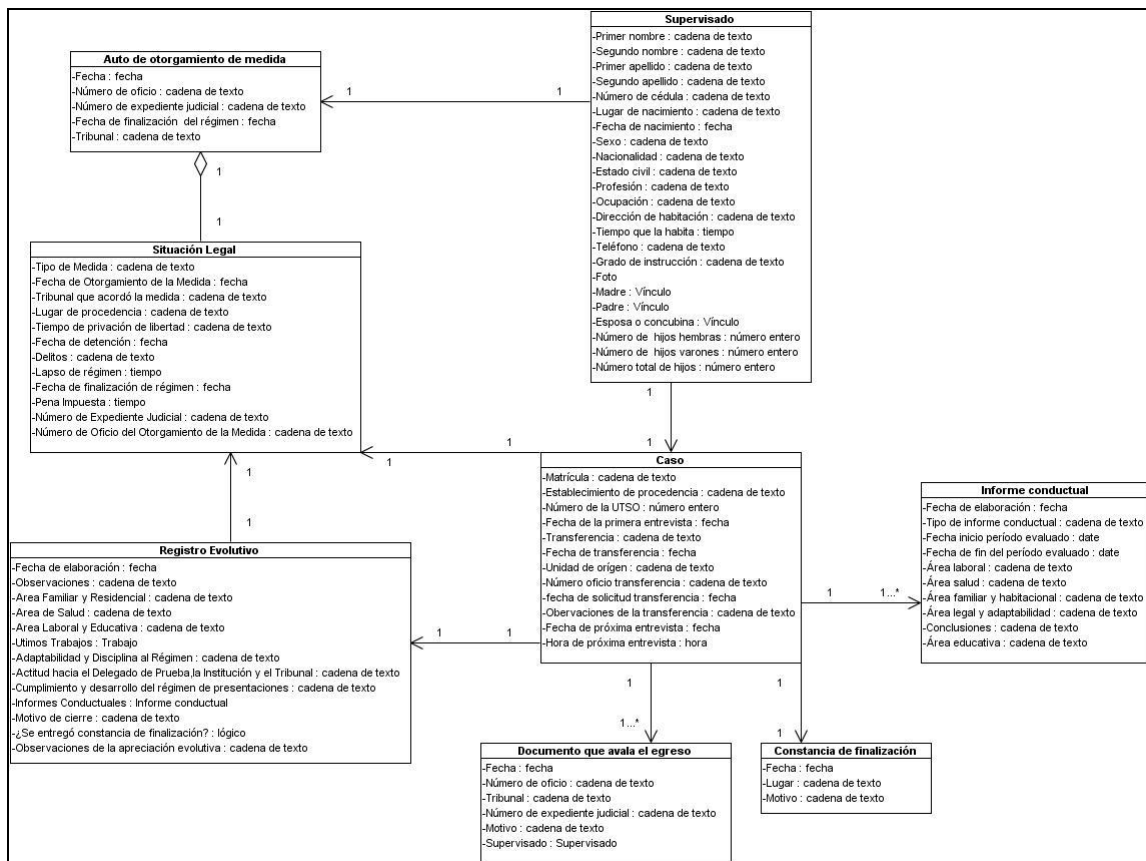 Supervisado
-Primer nombre : cadena de texto
-Segundo nombre : cadena de texto
-Primer apellido : cadena de texto
-Segundo apellido : cadena de texto
-Número de cédula : cadena de texto
-Lugar de nacimiento : cadena de texto
-Fecha de nacimiento : fecha
-Sexo : cadena de texto
-Nacionalidad : cadena de texto
-Estado civil : cadena de texto
-Profesión : cadena de texto
-Ocupación : cadena de texto
-Dirección de habitación : cadena de texto
-Tiempo que la habita : tiempo
-Teléfono : cadena de texto
-Grado de instrucción : cadena de texto
-Foto
-Madre : Vínculo
-Padre : Vínculo
-Esposa o concubina : Vínculo
-Número de hijos hembras : número entero
-Número de hijos varones : número entero
-Número total de hijos : número entero
Auto de otorgamiento de medida
-Fecha : fecha
-Número de oficio : cadena de texto
-Número de expediente judicial : cadena de texto
-Fecha de finalización del régimen : fecha
-Tribunal : cadena de texto
1
1
1
1
Situación Legal
-Tipo de Medida : cadena de texto
-Fecha de Otorgamiento de la Medida : fecha
-Tribunal que acordó la medida : cadena de texto
-Lugar de procedencia : cadena de texto
-Tiempo de privación de libertad : cadena de texto
-Fecha de detención : fecha
-Delitos : cadena de texto
-Lapso de régimen : tiempo
-Fecha de finalización de régimen : fecha
-Pena Impuesta : tiempo
-Número de Expediente Judicial : cadena de texto
-Número de Oficio del Otorgamiento de la Medida : cadena de texto
1
1
1
1
Caso
-Matrícula : cadena de texto
-Establecimiento de procedencia : cadena de texto
-Número de la UTSO : número entero
-Fecha de la primera entrevista : fecha
-Transferencia : cadena de texto
-Fecha de transferencia : fecha
-Unidad de orígen : cadena de texto
-Número oficio transferencia : cadena de texto
-fecha de solicitud transferencia : fecha
-Obervaciones de la transferencia : cadena de texto
-Fecha de próxima entrevista : fecha
-Hora de próxima entrevista : hora
1
1
Registro Evolutivo
-Fecha de elaboración : fecha
-Observaciones : cadena de texto
-Area Familiar y Residencial : cadena de texto
-Area de Salud : cadena de texto
-Area Laboral y Educativa : cadena de texto
-Utimos Trabajos : Trabajo
-Adaptabilidad y Disciplina al Régimen : cadena de texto
-Actitud hacia el Delegado de Prueba,la Institución y el Tribunal : cadena de texto
-Cumplimiento y desarrollo del régimen de presentaciones : cadena de texto
-Informes Conductuales : Informe conductual
-Motivo de cierre : cadena de texto
-¿Se entregó constancia de finalización? : lógico
-Observaciones de la apreciación evolutiva : cadena de texto
1
1
1
1...*
Informe conductual
-Fecha de elaboración : fecha
-Tipo de informe conductual : cadena de texto
-Fecha inicio período evaluado : date
-Fecha de fin del período evaluado : date
-Área laboral : cadena de texto
-Área salud : cadena de texto
-Área familiar y habitacional : cadena de texto
-Área legal y adaptabilidad : cadena de texto
-Conclusiones : cadena de texto
-Área educativa : cadena de texto
1
1
1...*
1
Documento que avala el egreso
-Fecha : fecha
-Número de oficio : cadena de texto
-Tribunal : cadena de texto
-Número de expediente judicial : cadena de texto
-Motivo : cadena de texto
-Supervisado : Supervisado
Constancia de finalización
-Fecha : fecha
-Lugar : cadena de texto
-Motivo : cadena de texto